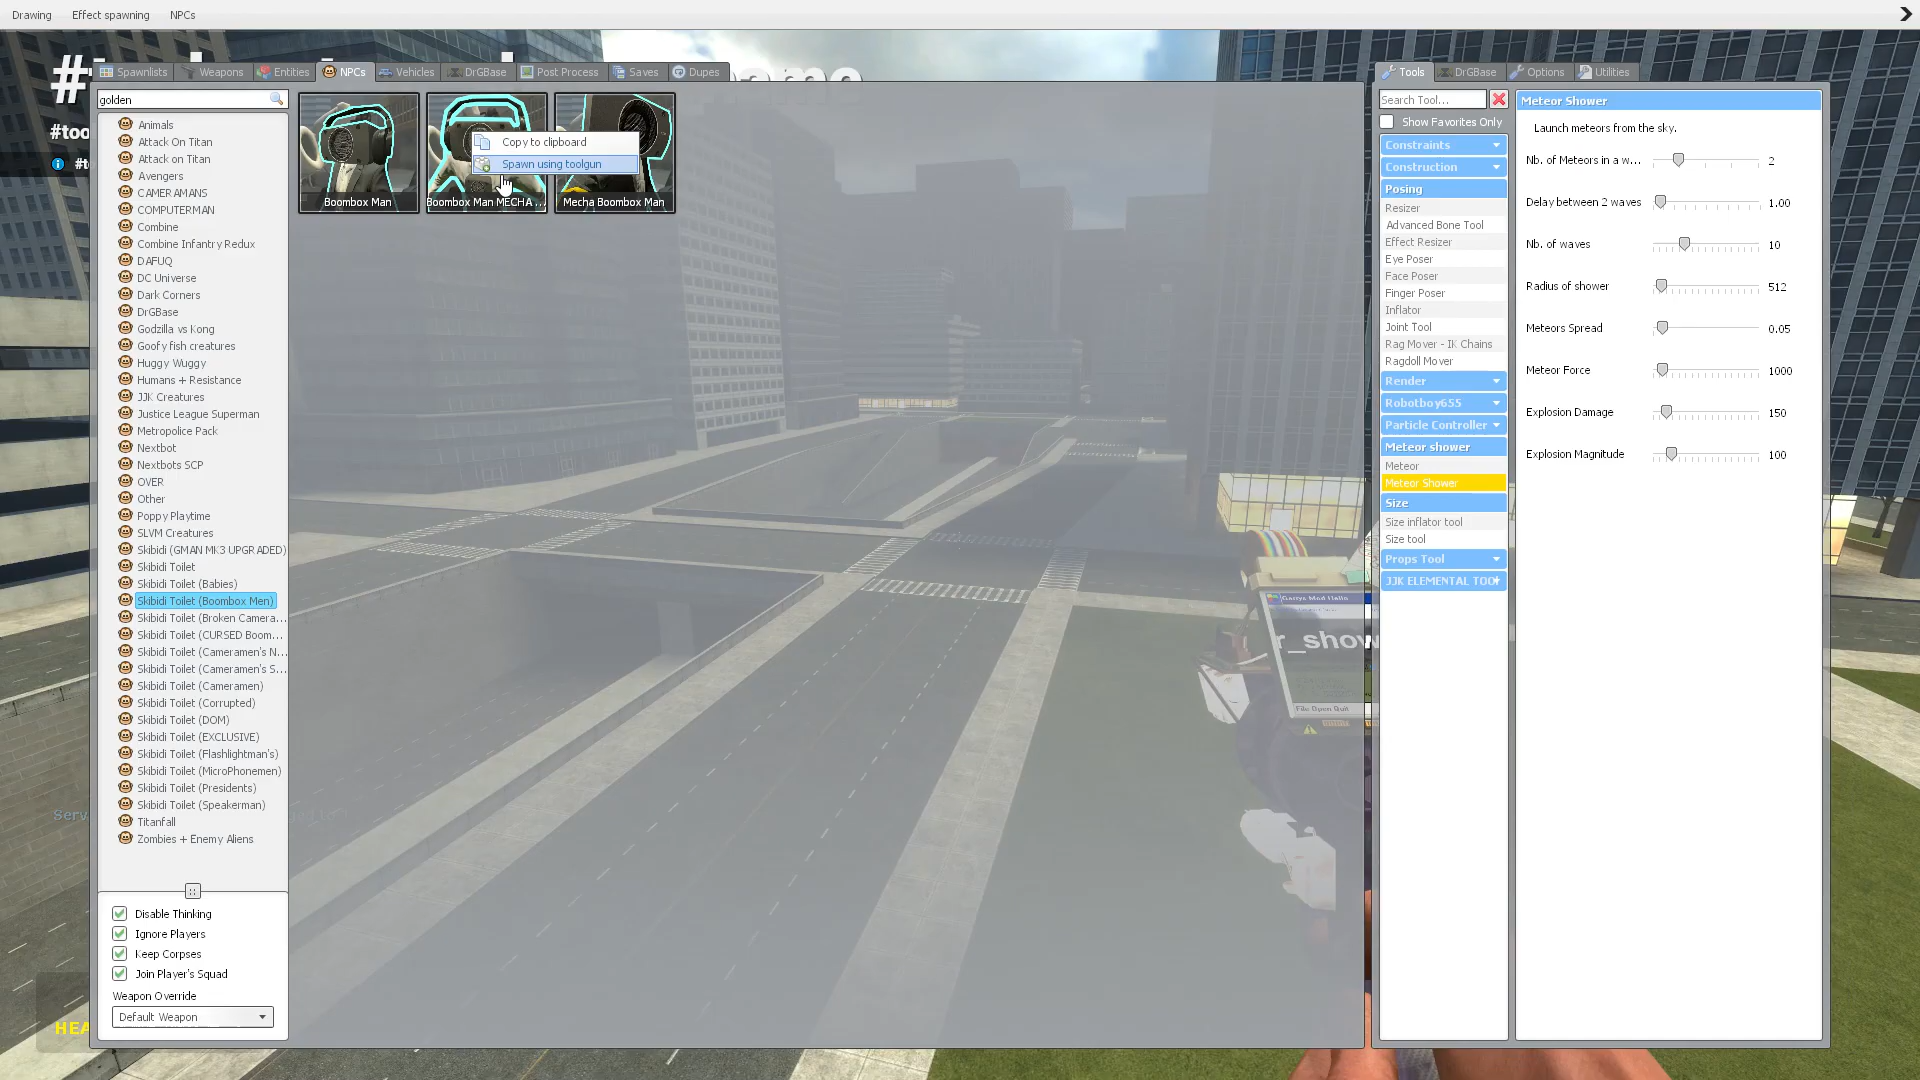 Drawing Effect spawning NPCs
Spawnlists Weapons Entities NPCs Vehicles DrGBase Post Process Saves Dupes
golden
Animals
Attack On Titan
Attack on Titan
Avengers
CAMERAMANS
COMPUTERMAN
Combine
Combine Infantry Redux
DAFUQ
DC Universe
Dark Corners
DrGBase
Godzilla vs Kong
Goofy fish creatures
Huggy Wuggy
Humans + Resistance
JJK Creatures
Justice League Superman
Metropolice Pack
Nextbot
Nextbots SCP
OVER
Other
Poppy Playtime
SLVM Creatures
Skibidi (GMAN MK3 UPGRADED)
Skibidi Toilet
Skibidi Toilet (Babies)
Skibidi Toilet (Boombox Men)
Skibidi Toilet (Broken Camera...
Skibidi Toilet (CURSED Boom...
Skibidi Toilet (Cameramen's N...
Skibidi Toilet (Cameramen's S...
Skibidi Toilet (Cameramen)
Skibidi Toilet (Corrupted)
Skibidi Toilet (DOM)
Skibidi Toilet (EXCLUSIVE)
Skibidi Toilet (Flashlightman's)
Skibidi Toilet (MicroPhonemen)
Skibidi Toilet (Presidents)
Skibidi Toilet (Speakerman)
Titanfall
Zombies + Enemy Aliens
Disable Thinking
Ignore Players
Keep Corpses
Join Player's Squad
Weapon Override
Default Weapon
Copy to clipboard
Spawn using toolgun
Boombox Man
Boombox Man MECHA ...
Mecha Boombox Man
Tools DrGBase Options Utilities
Search Tool...
Show Favorites Only
Constraints
Construction
Posing
Resizer
Advanced Bone Tool
Effect Resizer
Eye Poser
Face Poser
Finger Poser
Inflator
Joint Tool
Rag Mover - IK Chains
Ragdoll Mover
Render
Robotboy655
Particle Controller
Meteor shower
Meteor
Meteor Shower
Size
Size inflator tool
Size tool
Props Tool
JJK ELEMENTAL TOO
Meteor Shower
Launch meteors from the sky.
Nb. of Meteors in a w... 2
Delay between 2 waves 1.00
Nb. of waves 10
Radius of shower 512
Meteors Spread 0.05
Meteor Force 1000
Explosion Damage 150
Explosion Magnitude 100
#too
#t
HEA
r_show
File Open Quit